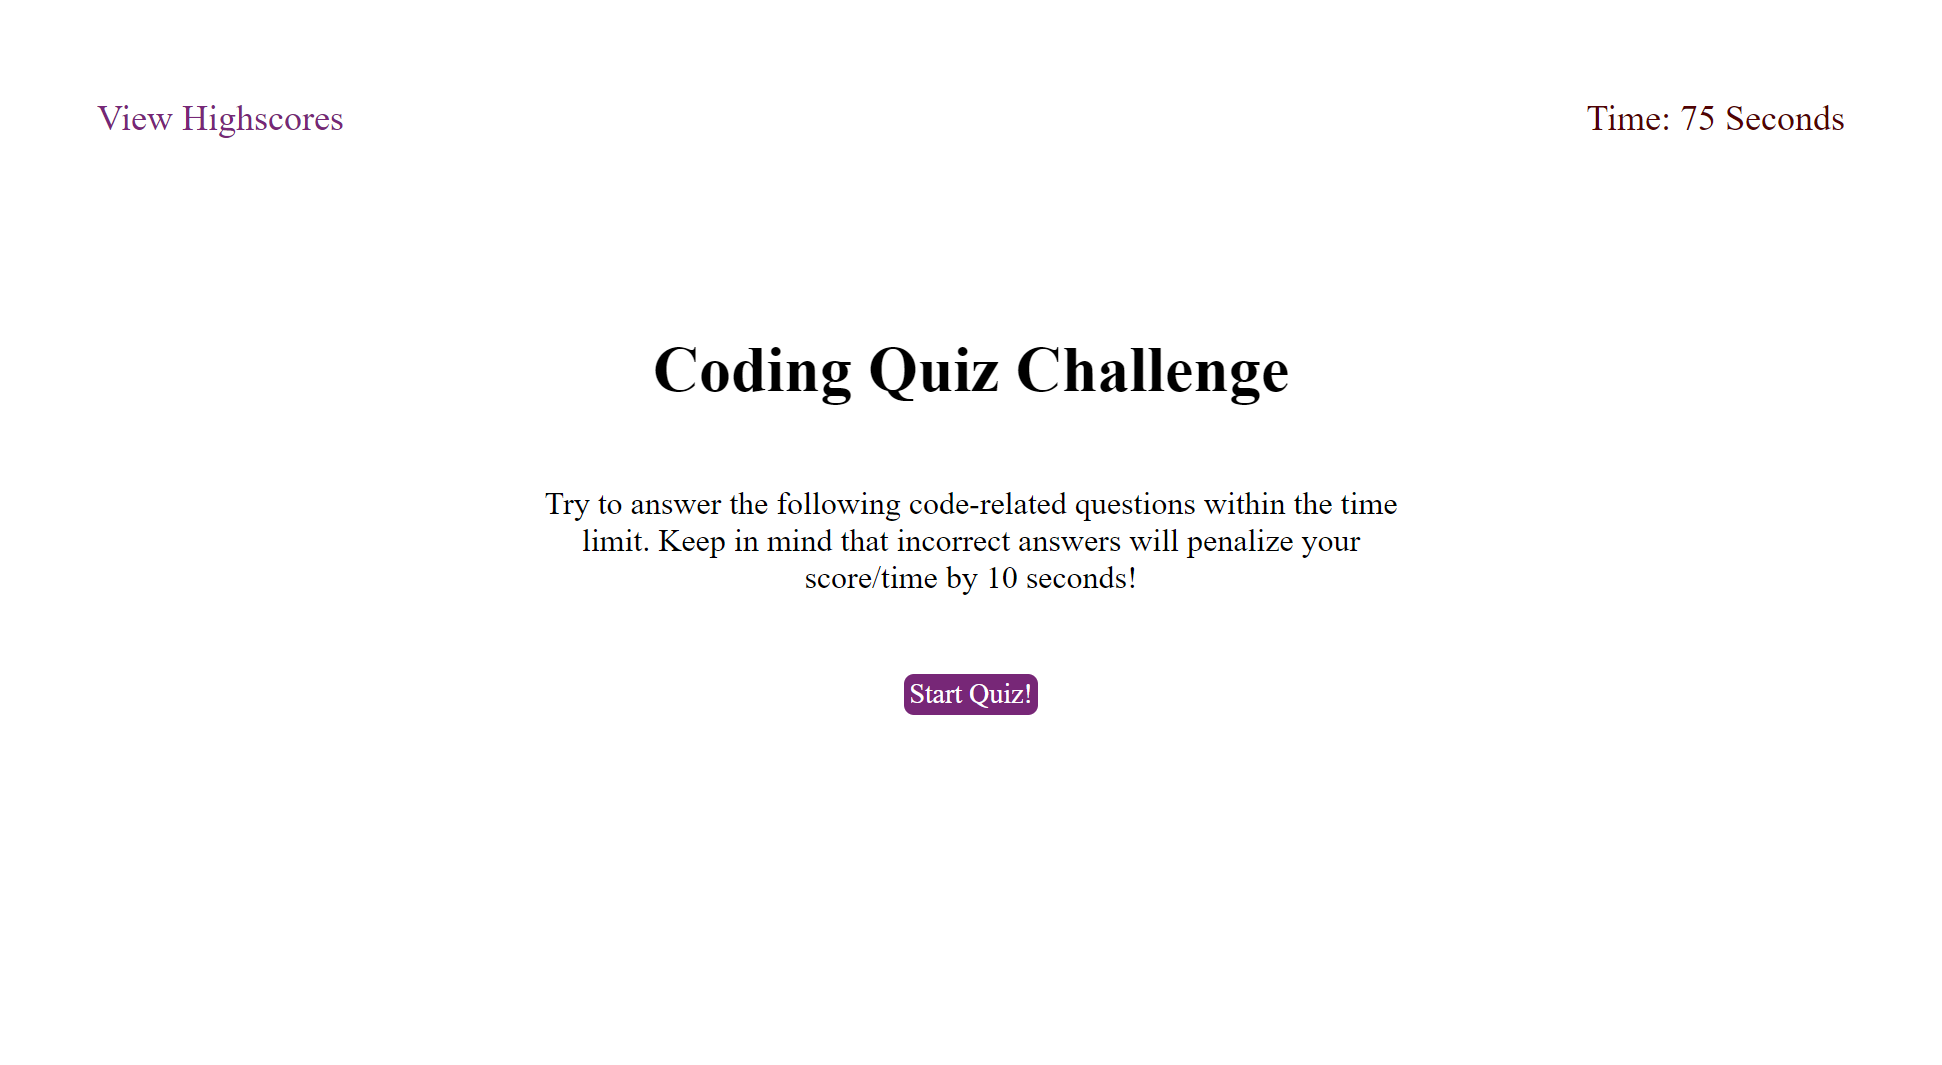 View Highscores
Time: 75 Seconds
Coding Quiz Challenge
Try to answer the following code-related questions within the time
limit. Keep in mind that incorrect answers will penalize your
score/time by 10 seconds!
Start Quiz!